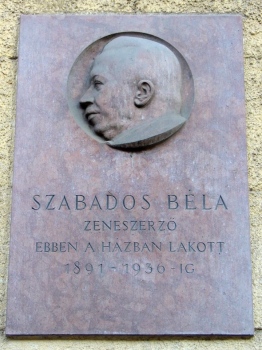 SZABADOS BÉLA
ZENESZERZŐ
EBBEN A HÁZBAN LAKOTT
1891-1936-IG